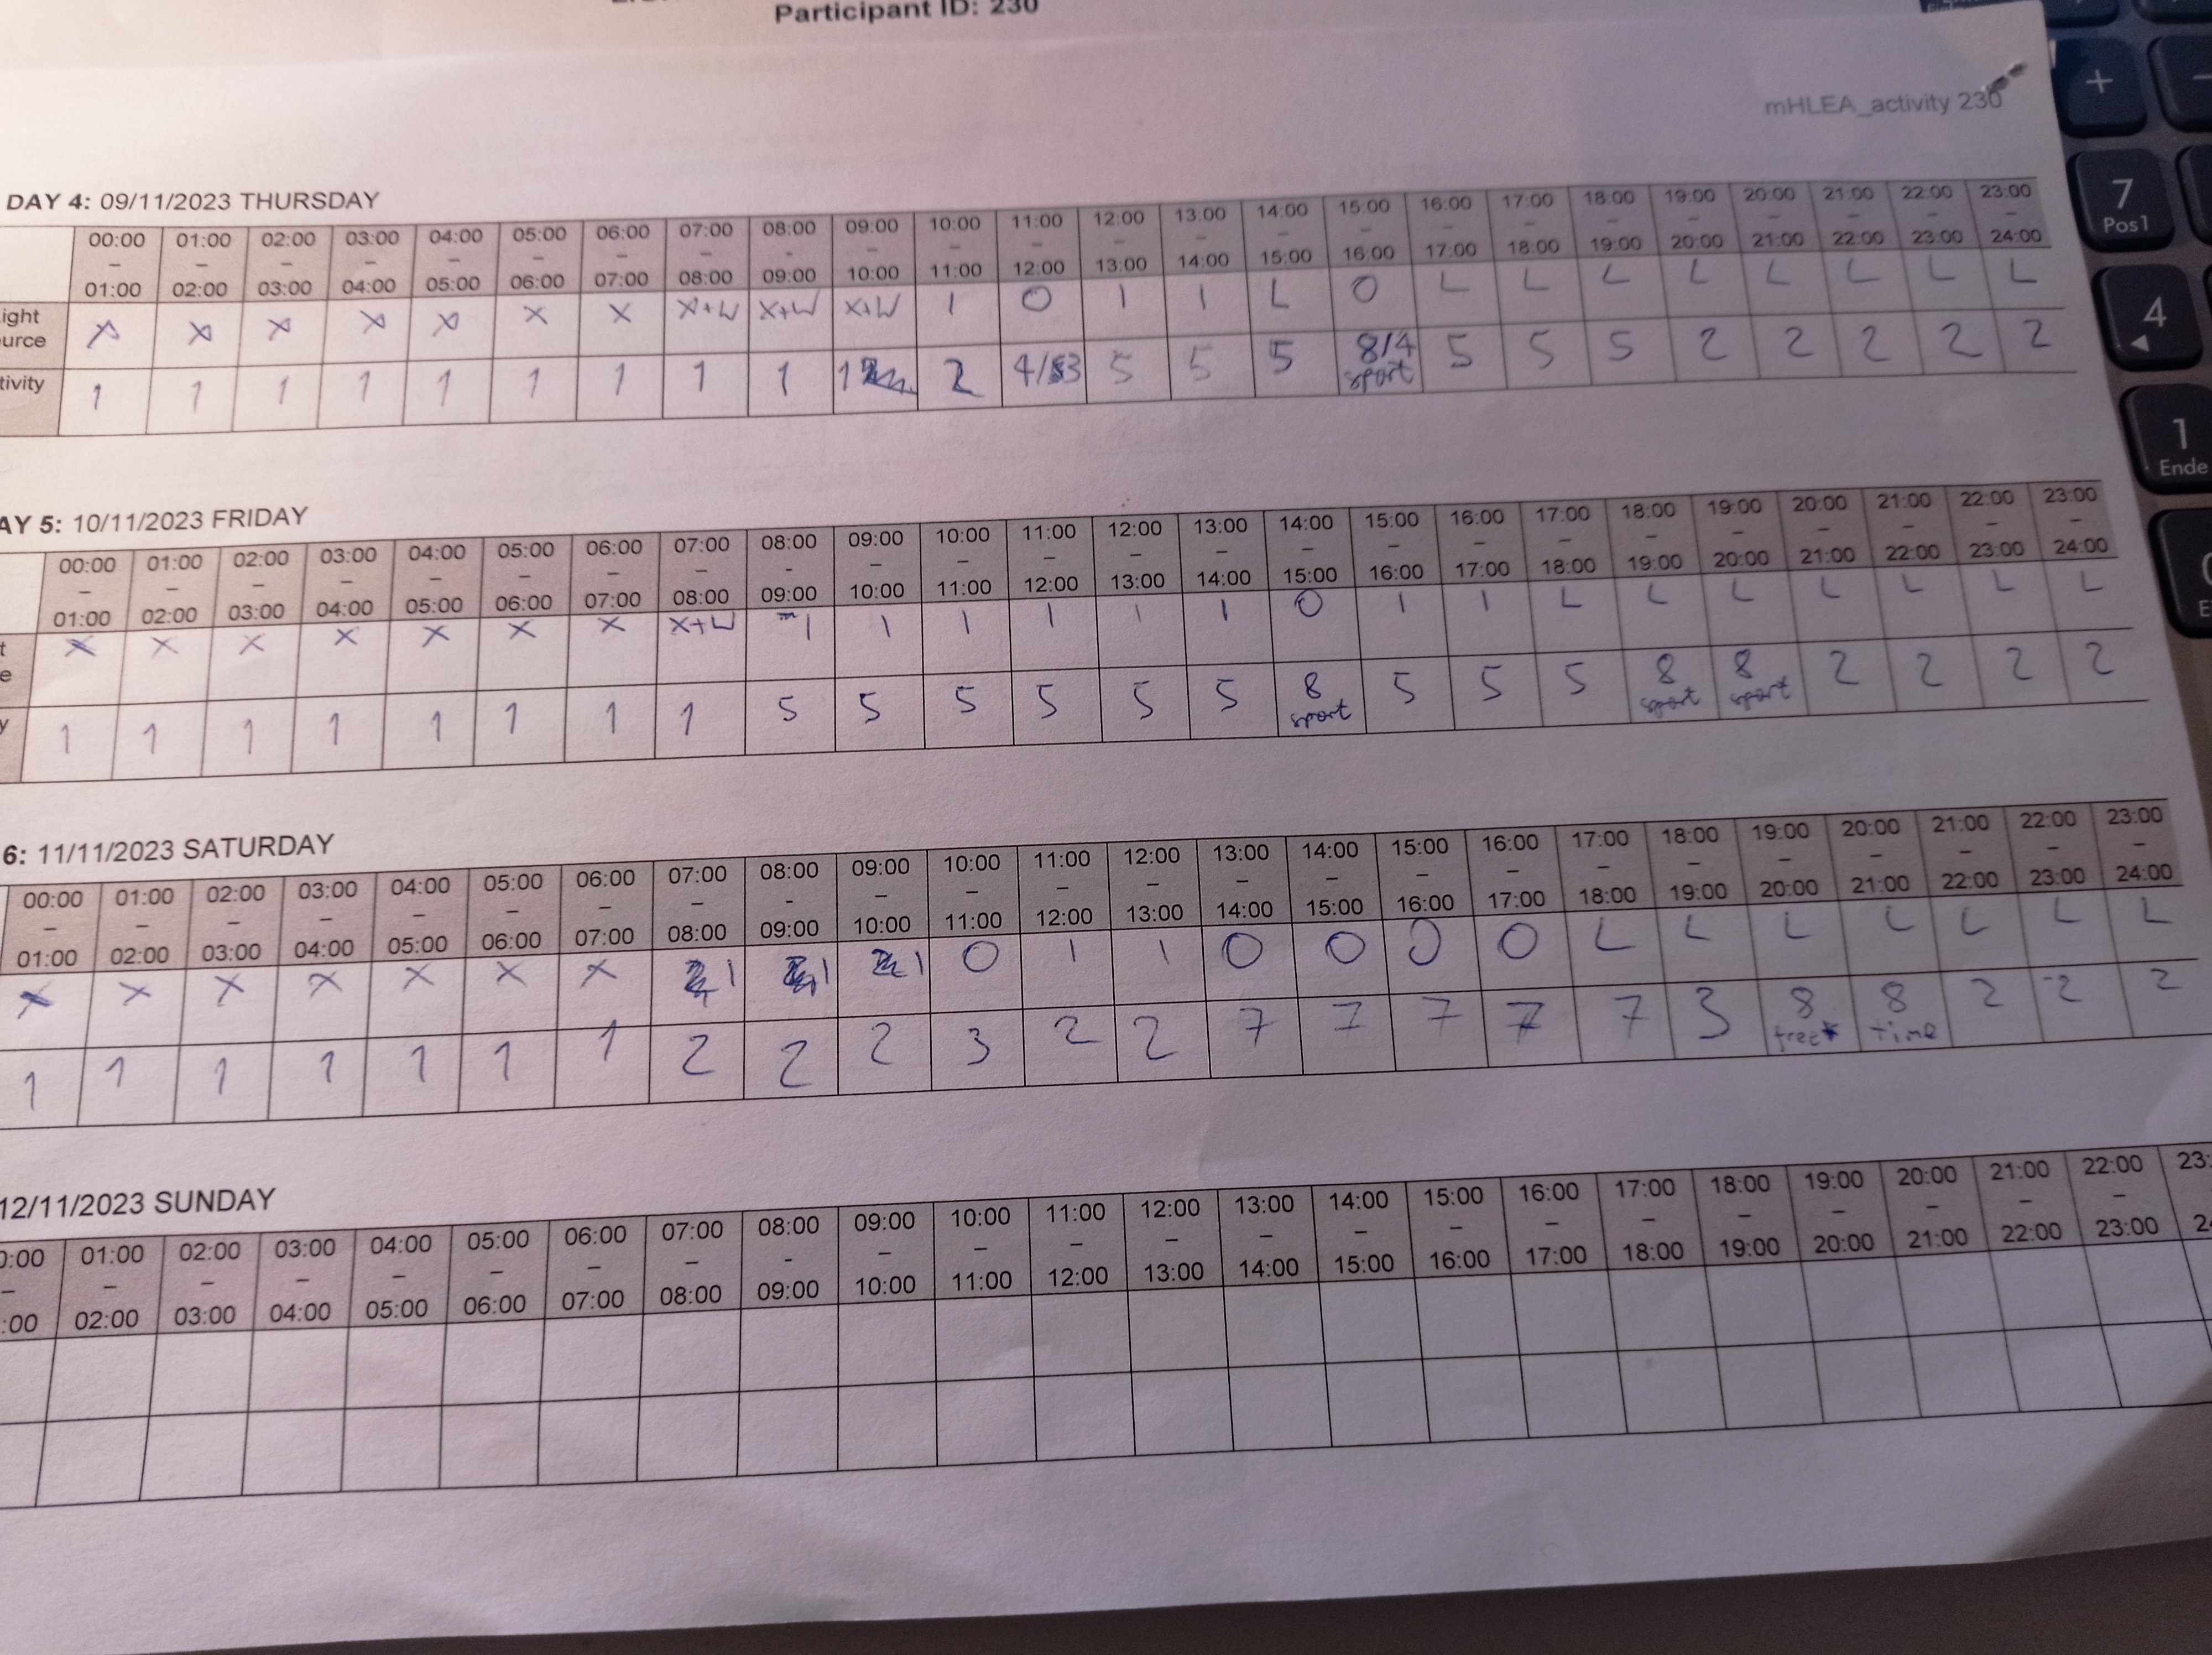 Participant ID: 230
mHLEA_activity 230
DAY 4: 09/11/2023 THURSDAY
00:00 01:00 02:00 03:00 04:00 05:00 06:00 07:00 08:00 09:00 10:00 11:00 12:00 13:00 14:00 15:00 16:00 17:00 18:00 19:00 20:00 21:00 22:00 23:00
- - - - - - - - - - - - - - - - - - - - - - - -
01:00 02:00 03:00 04:00 05:00 06:00 07:00 08:00 09:00 10:00 11:00 12:00 13:00 14:00 15:00 16:00 17:00 18:00 19:00 20:00 21:00 22:00 23:00 24:00
ight
urce X X X X X X X X+L X+L X+L I O I I L O L L L L L L L L
tivity 1 1 1 1 1 1 1 1 1 1 2 4/3 5 5 5 8/4 5 5 5 2 2 2 2 2
sport
AY 5: 10/11/2023 FRIDAY
00:00 01:00 02:00 03:00 04:00 05:00 06:00 07:00 08:00 09:00 10:00 11:00 12:00 13:00 14:00 15:00 16:00 17:00 18:00 19:00 20:00 21:00 22:00 23:00
- - - - - - - - - - - - - - - - - - - - - - - -
01:00 02:00 03:00 04:00 05:00 06:00 07:00 08:00 09:00 10:00 11:00 12:00 13:00 14:00 15:00 16:00 17:00 18:00 19:00 20:00 21:00 22:00 23:00 24:00
t
e X X X X X X X X+L I I I I I I O I I L L L L L L L
y 1 1 1 1 1 1 1 1 5 5 5 5 5 5 8 5 5 5 8 8 2 2 2 2
sport sport sport
6: 11/11/2023 SATURDAY
00:00 01:00 02:00 03:00 04:00 05:00 06:00 07:00 08:00 09:00 10:00 11:00 12:00 13:00 14:00 15:00 16:00 17:00 18:00 19:00 20:00 21:00 22:00 23:00
- - - - - - - - - - - - - - - - - - - - - - - -
01:00 02:00 03:00 04:00 05:00 06:00 07:00 08:00 09:00 10:00 11:00 12:00 13:00 14:00 15:00 16:00 17:00 18:00 19:00 20:00 21:00 22:00 23:00 24:00
X X X X X X X I I I O I I O O O O L L L L L L L
1 1 1 1 1 1 1 2 2 2 3 2 2 7 7 7 7 7 3 8 8 2 2 2
free time
12/11/2023 SUNDAY
0:00 01:00 02:00 03:00 04:00 05:00 06:00 07:00 08:00 09:00 10:00 11:00 12:00 13:00 14:00 15:00 16:00 17:00 18:00 19:00 20:00 21:00 22:00 23:
- - - - - - - - - - - - - - - - - - - - - - -
:00 02:00 03:00 04:00 05:00 06:00 07:00 08:00 09:00 10:00 11:00 12:00 13:00 14:00 15:00 16:00 17:00 18:00 19:00 20:00 21:00 22:00 23:00 24
+
7
Pos1
4
1
Ende